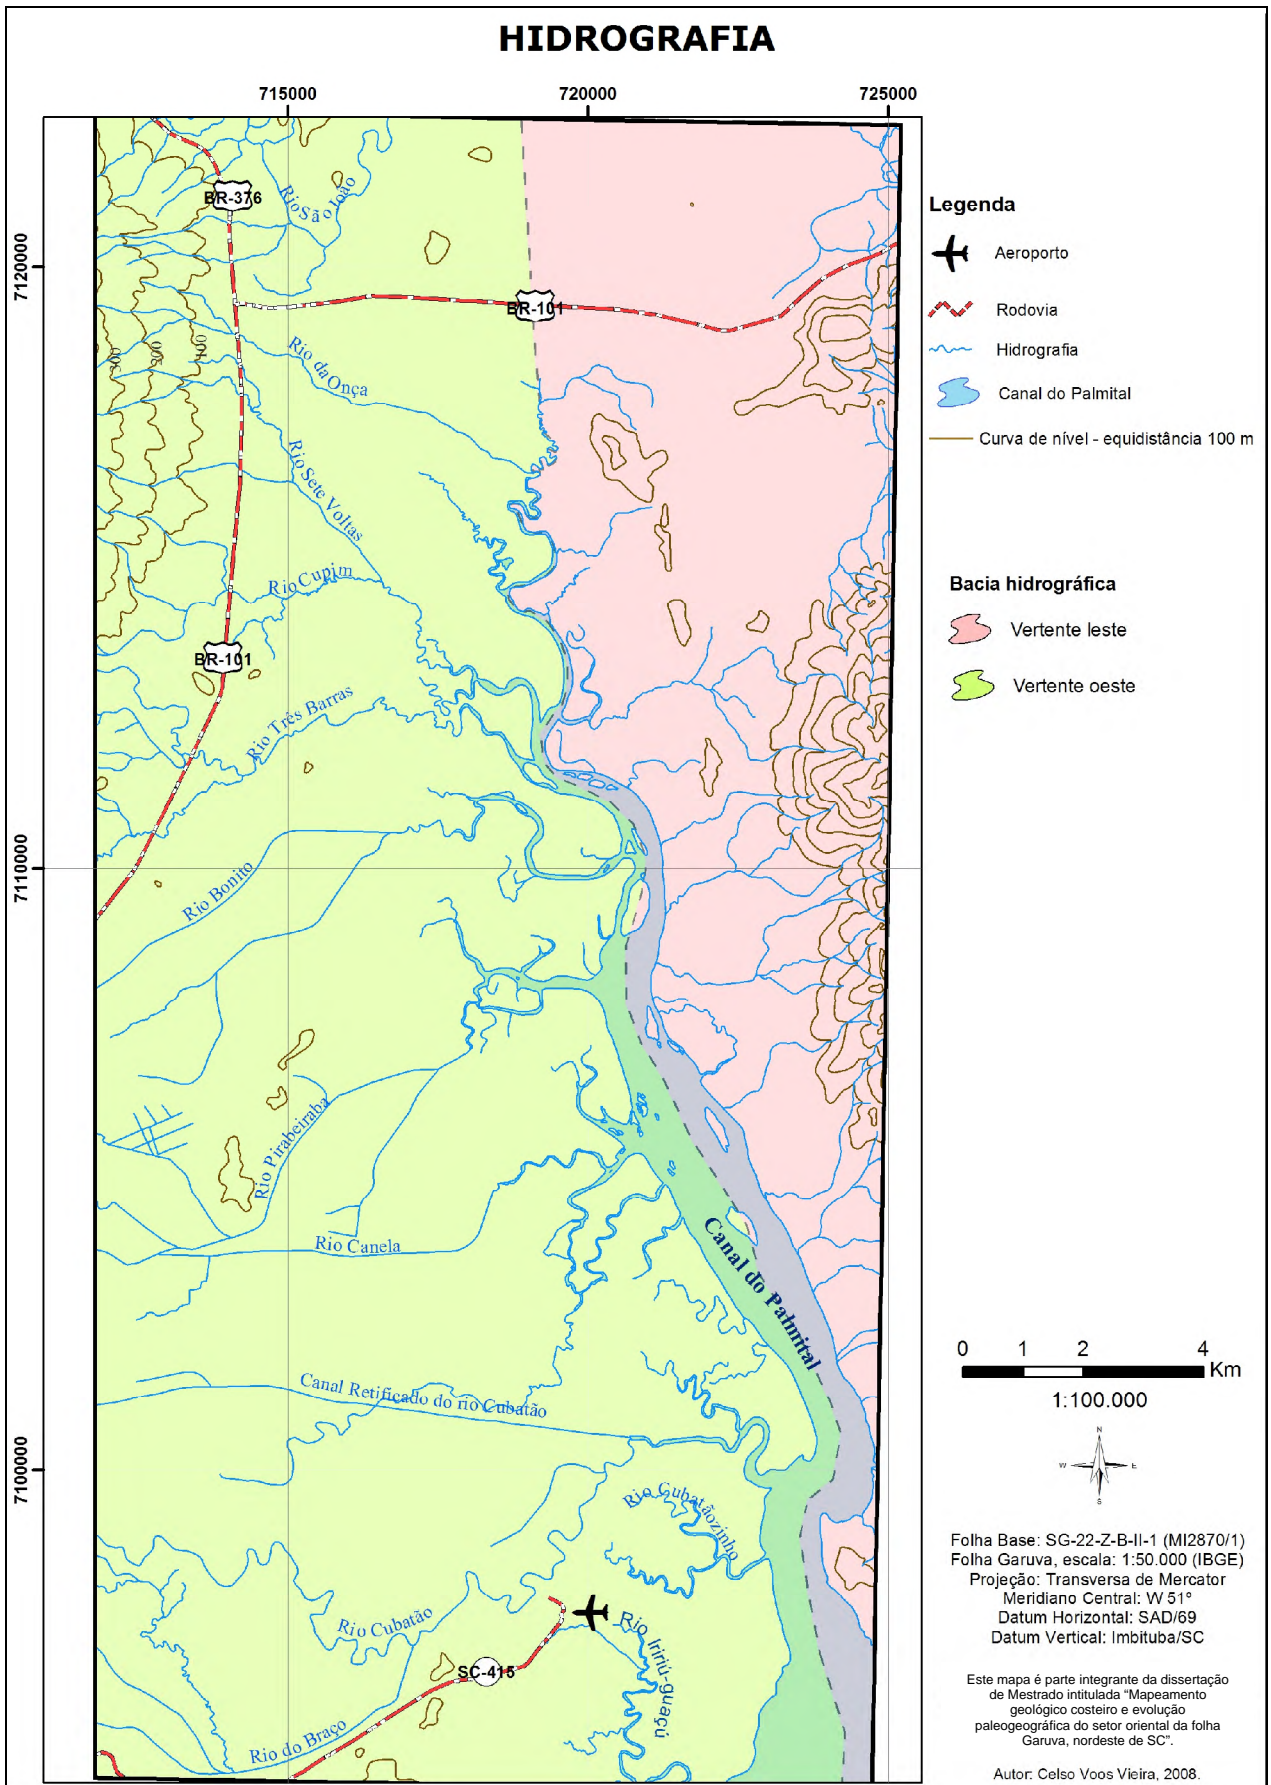 HIDROGRAFIA
715000
720000
725000
7120000
7110000
7100000
BR-376
Rio São João
BR-101
Rio da Onça
300
200
100
Rio Sete Voltas
Rio Cupim
BR-101
Rio Três Barras
Rio Bonito
Rio Pirabeiraba
Rio Canela
Canal do Palmital
Canal Retificado do rio Cubatão
Rio Cubatãozinho
Rio Cubatão
Rio Iririú-guaçú
SC-415
Rio do Braço
Legenda
Aeroporto
Rodovia
Hidrografia
Canal do Palmital
Curva de nível - equidistância 100 m
Bacia hidrográfica
Vertente leste
Vertente oeste
0 1 2 4
Km
1:100.000
N
W E
S
Folha Base: SG-22-Z-B-II-1 (MI2870/1)
Folha Garuva, escala: 1:50.000 (IBGE)
Projeção: Transversa de Mercator
Meridiano Central: W 51º
Datum Horizontal: SAD/69
Datum Vertical: Imbituba/SC
Este mapa é parte integrante da dissertação
de Mestrado intitulada “Mapeamento
geológico costeiro e evolução
paleogeográfica do setor oriental da folha
Garuva, nordeste de SC”.
Autor: Celso Voos Vieira, 2008.